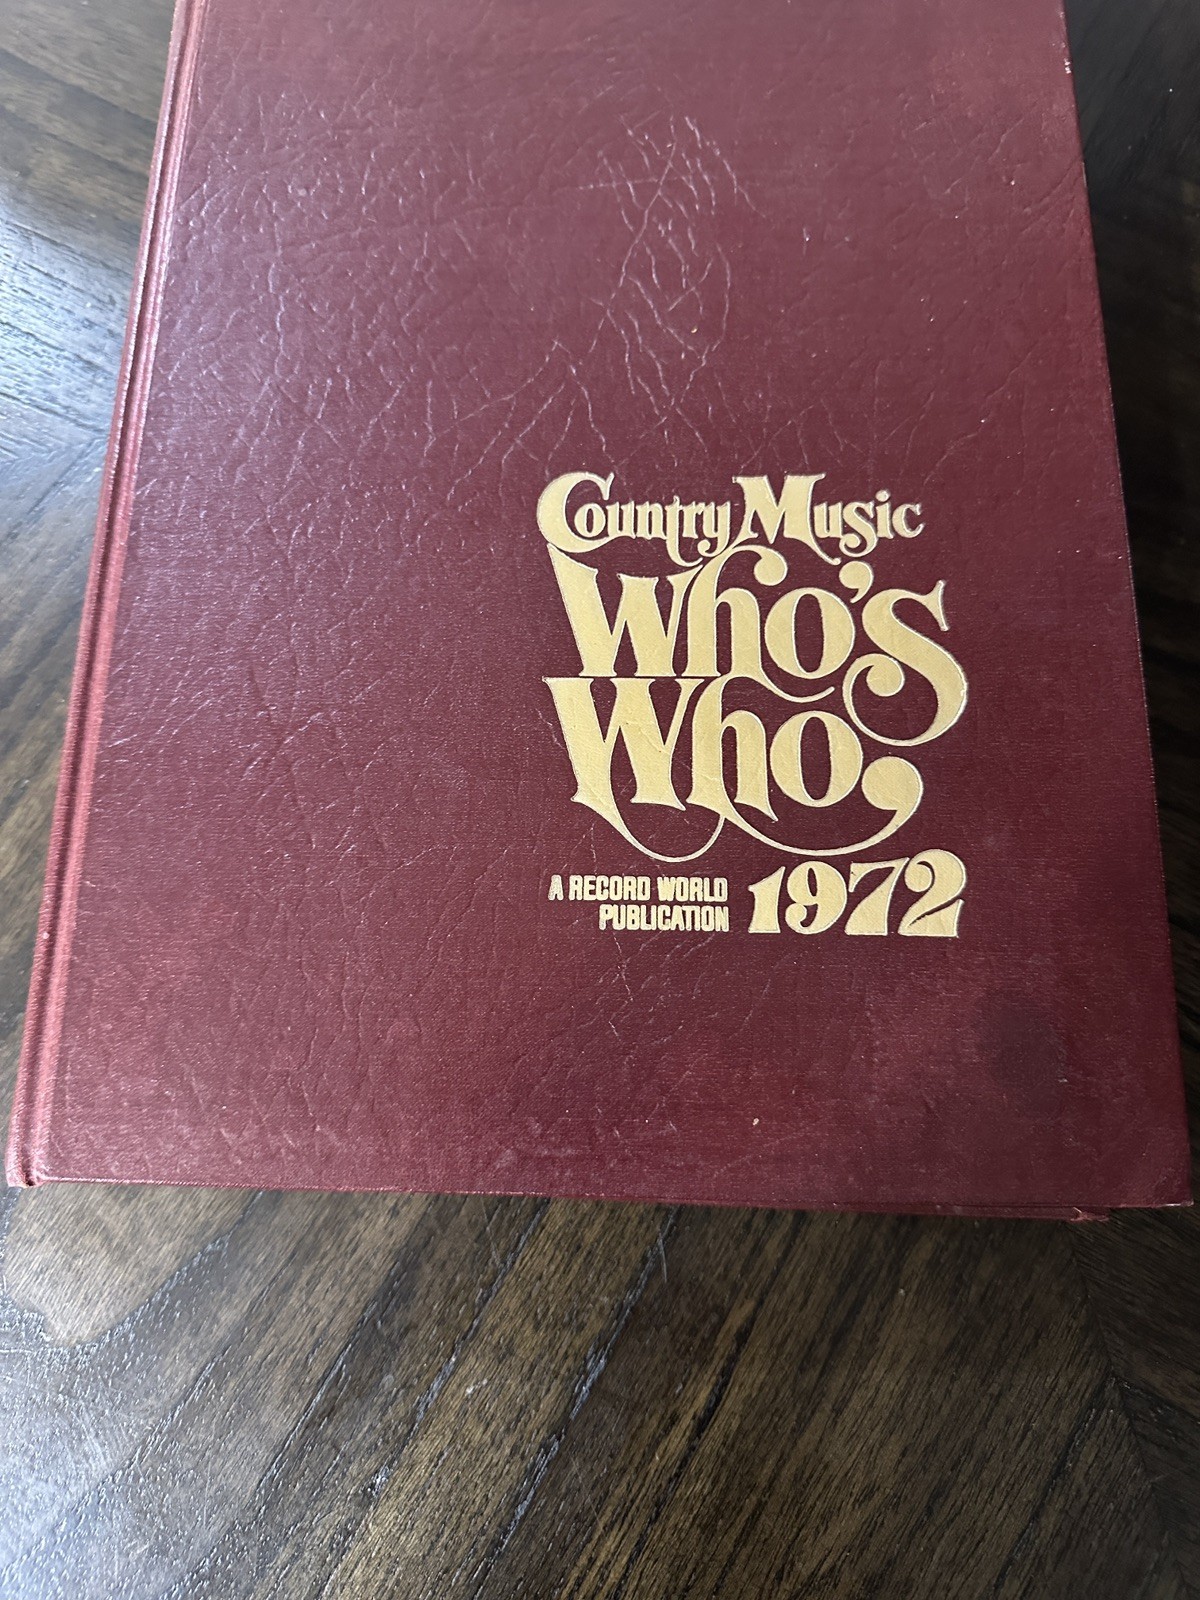 Country Music
Who's
Who,
A RECORD WORLD
PUBLICATION
1972